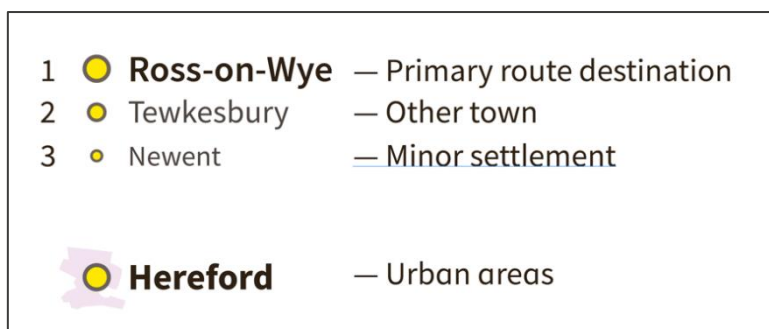 1 Ross-on-Wye — Primary route destination
2 Tewkesbury — Other town
3 Newent — Minor settlement
Hereford — Urban areas